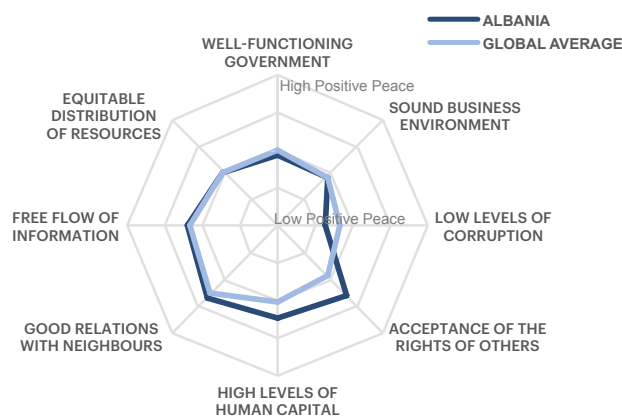 ALBANIA
GLOBAL AVERAGE
WELL-FUNCTIONING
GOVERNMENT
High Positive Peace
EQUITABLE
DISTRIBUTION
OF RESOURCES
SOUND BUSINESS
ENVIRONMENT
FREE FLOW OF
INFORMATION
Low Positive Peace
LOW LEVELS OF
CORRUPTION
GOOD RELATIONS
WITH NEIGHBOURS
ACCEPTANCE OF THE
RIGHTS OF OTHERS
HIGH LEVELS OF
HUMAN CAPITAL